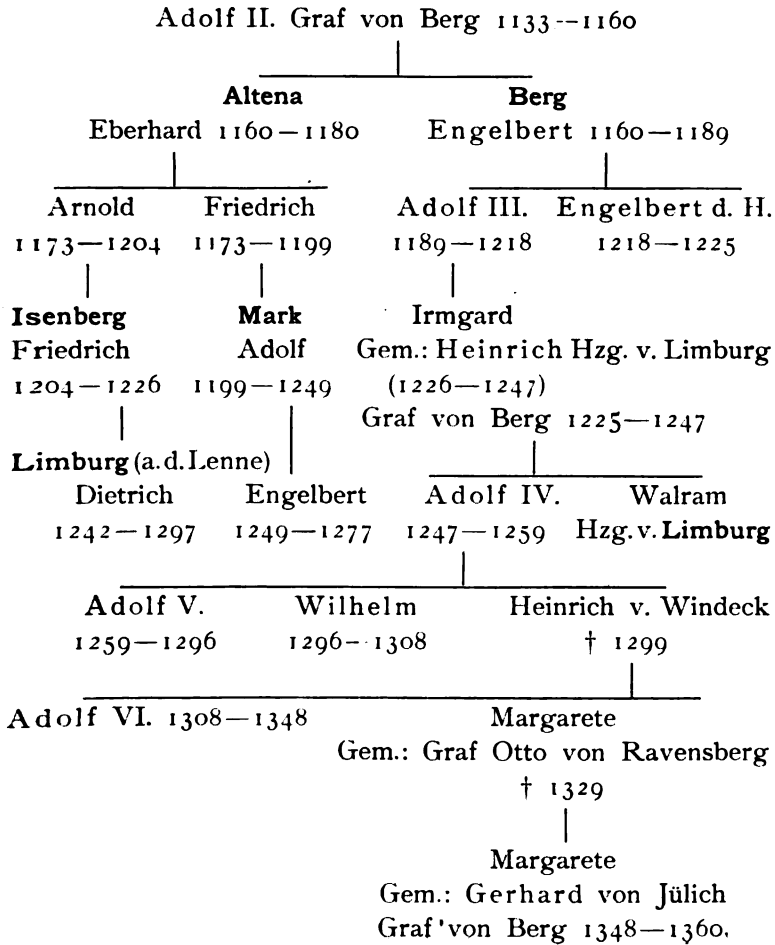 Adolf II. Graf von Berg 1133--1160
Altena Berg
Eberhard 1160—1180 Engelbert 1160—1189
Arnold Friedrich Adolf III. Engelbert d. H.
1173—1204 1173—1199 1189—1218 1218—1225
Isenberg Mark Irmgard
Friedrich Adolf Gem.: Heinrich Hzg. v. Limburg
1204—1226 1199—1249 (1226—1247)
Graf von Berg 1225—1247
Limburg (a. d. Lenne)
Dietrich Engelbert Adolf IV. Walram
1242—1297 1249—1277 1247—1259 Hzg. v. Limburg
Adolf V. Wilhelm Heinrich v. Windeck
1259—1296 1296-·1308 † 1299
Adolf VI. 1308—1348 Margarete
Gem.: Graf Otto von Ravensberg
† 1329
Margarete
Gem.: Gerhard von Jülich
Graf von Berg 1348—1360.